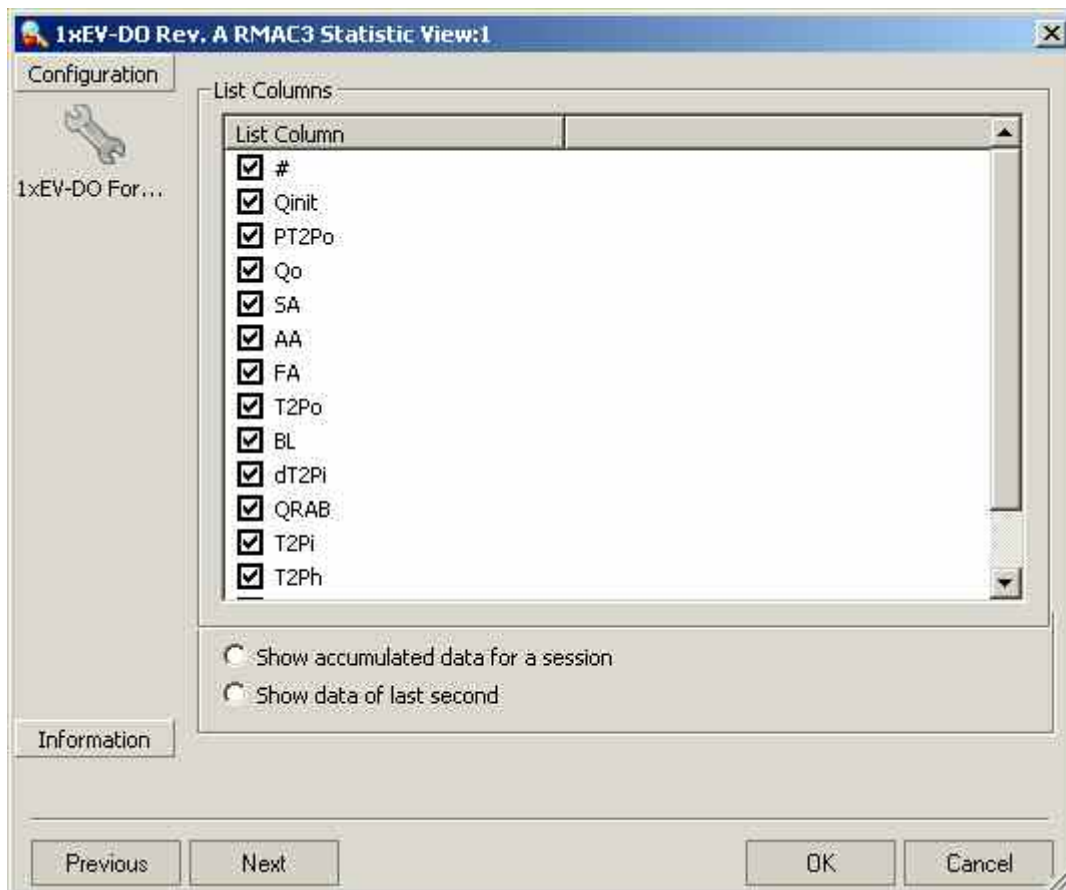 1xEV-DO Rev. A RMAC3 Statistic View:1
Configuration
1xEV-DO For...
List Columns
List Column
#
Qinit
PT2Po
Qo
SA
AA
FA
T2Po
BL
dT2Pi
QRAB
T2Pi
T2Ph
Show accumulated data for a session
Show data of last second
Information
Previous
Next
OK
Cancel